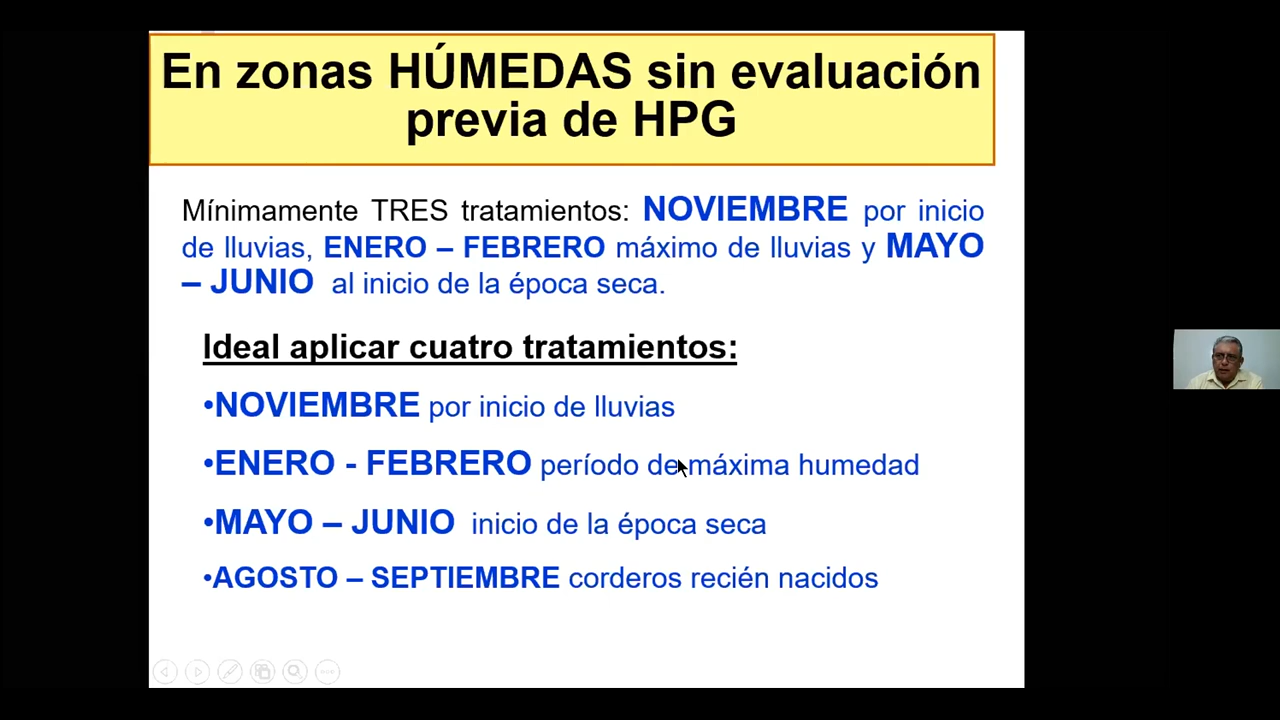 En zonas HÚMEDAS sin evaluación
previa de HPG
Mínimamente TRES tratamientos: NOVIEMBRE por inicio
de lluvias, ENERO – FEBRERO máximo de lluvias y MAYO
– JUNIO al inicio de la época seca.
Ideal aplicar cuatro tratamientos:
•NOVIEMBRE por inicio de lluvias
•ENERO - FEBRERO período de máxima humedad
•MAYO – JUNIO inicio de la época seca
•AGOSTO – SEPTIEMBRE corderos recién nacidos